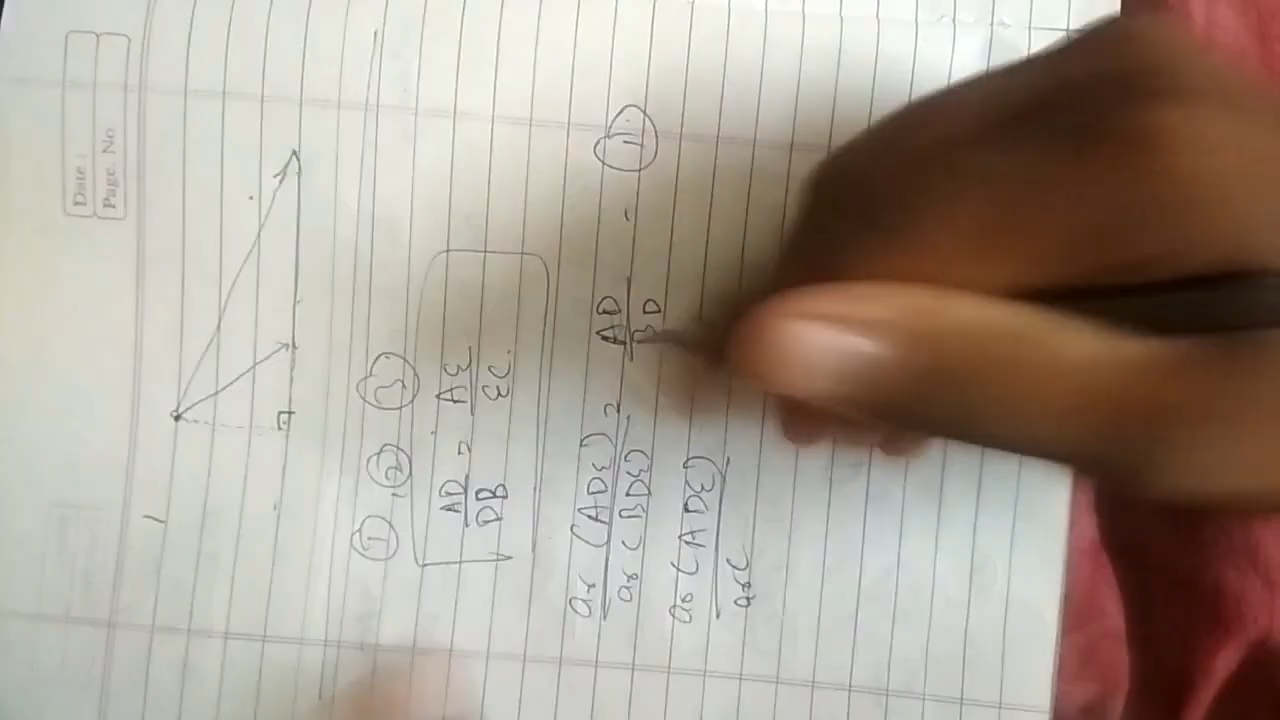 Date :
Page. No
①, ② ③
AD/DB = AE/EC.
ar (ADE)/ar (BDE) = AD/BD - ①
ar (ADE)/ar (